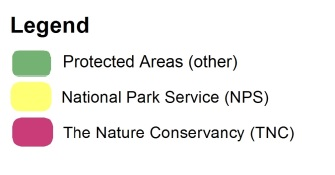 Legend
Protected Areas (other)
National Park Service (NPS)
The Nature Conservancy (TNC)